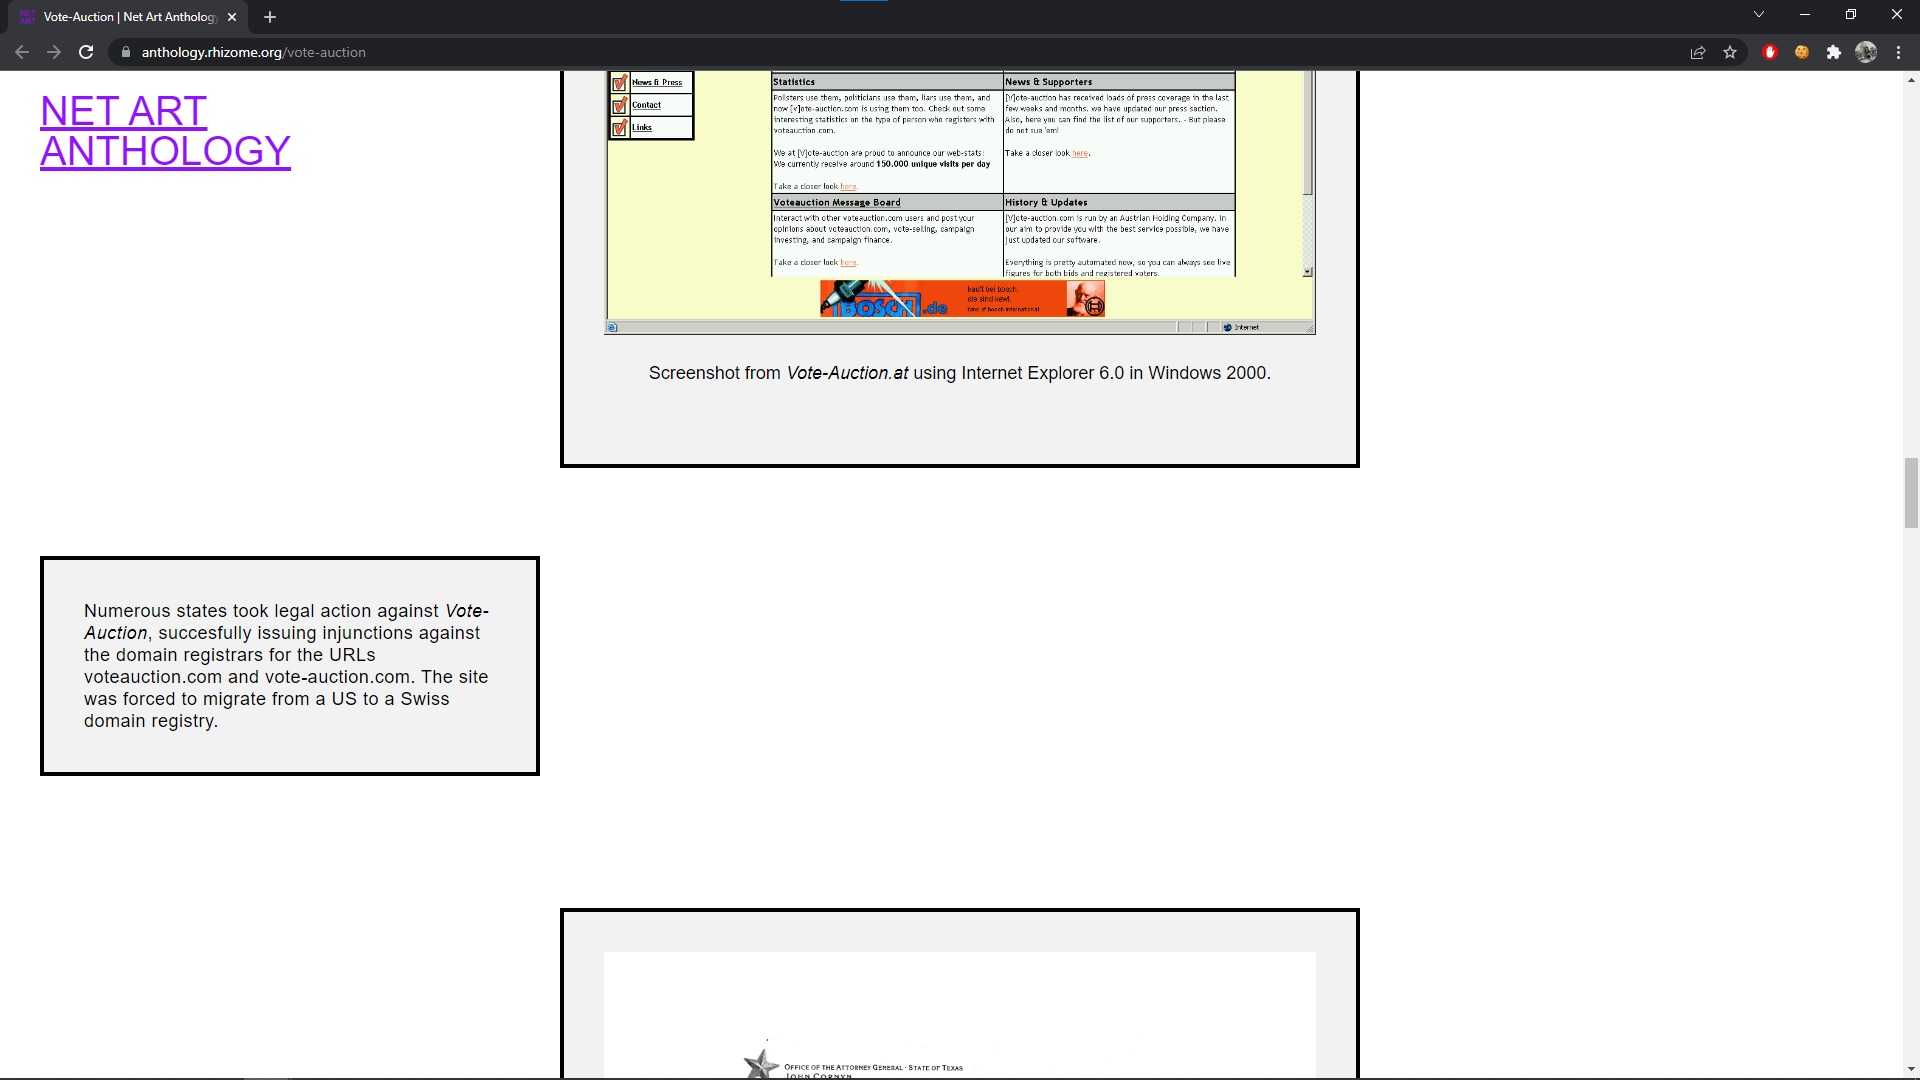 Vote-Auction | Net Art Anthology
anthology.rhizome.org/vote-auction
NET ART
ANTHOLOGY
News & Press
Contact
Links
Statistics
Pollsters use them, politicians use them, liars use them, and
now [V]ote-auction.com is using them too. Check out some
interesting statistics on the type of person who registers with
voteauction.com.
We at [V]ote-auction are proud to announce our web-stats:
We currently receive around 150.000 unique visits per day
Take a closer look here.
News & Supporters
[V]ote-auction has received loads of press coverage in the last
few weeks and months. we have updated our press section.
Also, here you can find the list of our supporters. - But please
do not sue 'em!
Take a closer look here.
Voteauction Message Board
Interact with other voteauction.com users and post your
opinions about voteauction.com, vote-selling, campaign
investing, and campaign finance.
Take a closer look here.
History & Updates
[V]ote-auction.com is run by an Austrian Holding Company. In
our aim to provide you with the best service possible, we have
just updated our software.
Everything is pretty automated now, so you can always see live
figures for both bids and registered voters.
BOSCH.de
kauft bei bosch.
die sind kewl.
fans of bosch international
Internet
Screenshot from Vote-Auction.at using Internet Explorer 6.0 in Windows 2000.
Numerous states took legal action against Vote-
Auction, succesfully issuing injunctions against
the domain registrars for the URLs
voteauction.com and vote-auction.com. The site
was forced to migrate from a US to a Swiss
domain registry.
OFFICE OF THE ATTORNEY GENERAL · STATE OF TEXAS
JOHN CORNYN